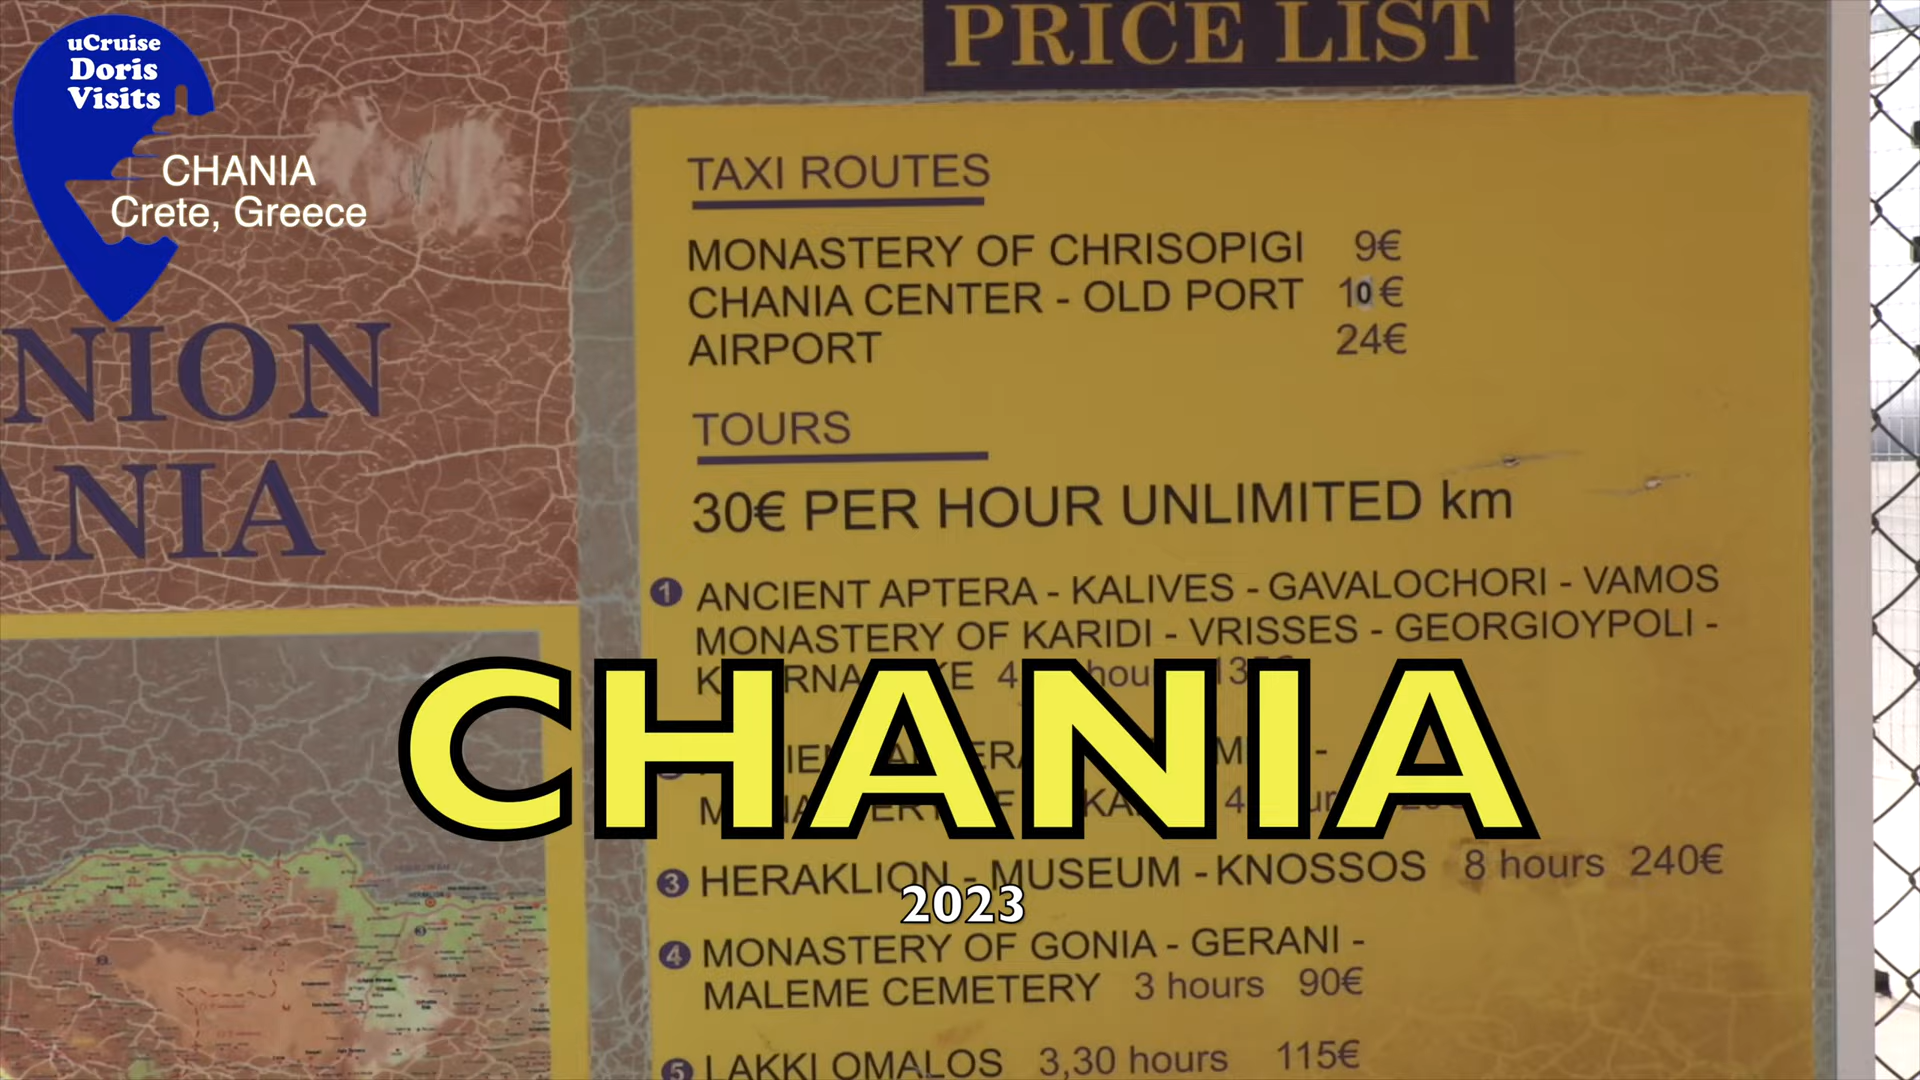 uCruise
Doris
Visits
CHANIA
Crete, Greece
NION
ANIA
PRICE LIST
TAXI ROUTES
MONASTERY OF CHRISOPIGI 9€
CHANIA CENTER - OLD PORT 10€
AIRPORT 24€
TOURS
30€ PER HOUR UNLIMITED km
1 ANCIENT APTERA - KALIVES - GAVALOCHORI - VAMOS
MONASTERY OF KARIDI - VRISSES - GEORGIOYPOLI -
CHANIA
3 HERAKLION - MUSEUM - KNOSSOS 8 hours 240€
2023
4 MONASTERY OF GONIA - GERANI -
MALEME CEMETERY 3 hours 90€
5 LAKKI OMALOS 3,30 hours 115€